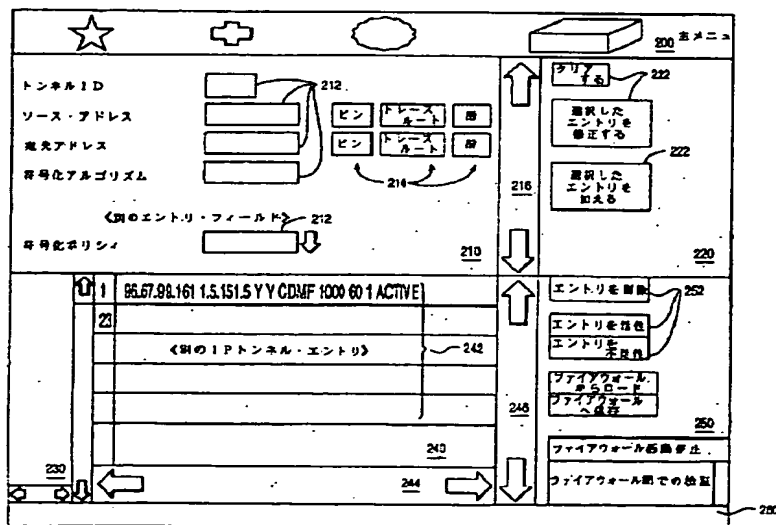 200 主メニュー
トンネルID
212
ソース・アドレス
ピン トレースルート
宛先アドレス
ピン トレースルート
214
符号化アルゴリズム
《別のエントリ・フィールド》
212
符号化ポリシィ
210
216
クリアする
222
選択したエントリを修正する
222
選択したエントリを加える
220
1 96.67.99.161 1.5.151.5 Y Y CDMF 1000 60 1 ACTIVE
23
《別のIPトンネル・エントリ》
242
240
230
244
246
エントリを削除
252
エントリを活性
エントリを不活性
ファイアウォールからロード
ファイアウォールへ保存
250
ファイアウォール活動停止
ファイアウォール間での検証
260